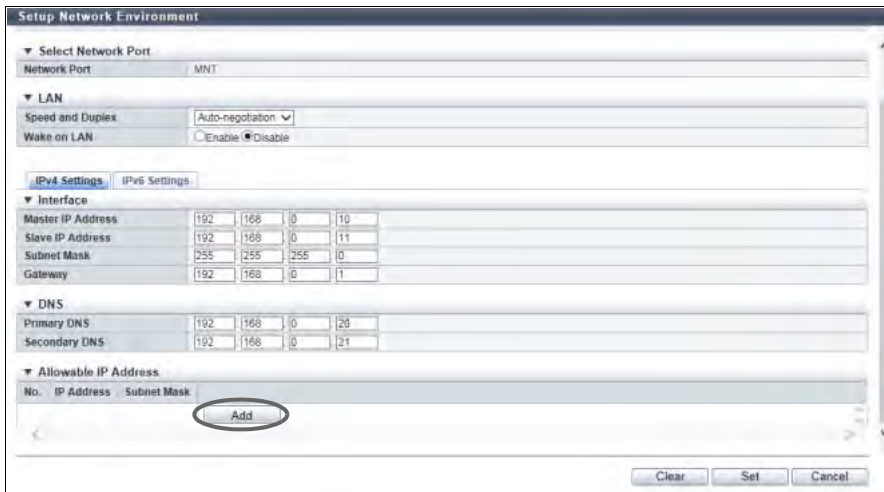 Setup Network Environment
▼ Select Network Port
Network Port MNT
▼ LAN
Speed and Duplex Auto-negotiation
Wake on LAN Enable Disable
IPv4 Settings IPv6 Settings
▼ Interface
Master IP Address 192 . 168 . 0 . 10
Slave IP Address 192 . 168 . 0 . 11
Subnet Mask 255 . 255 . 255 . 0
Gateway 192 . 168 . 0 . 1
▼ DNS
Primary DNS 192 . 168 . 0 . 20
Secondary DNS 192 . 168 . 0 . 21
▼ Allowable IP Address
No. IP Address Subnet Mask
Add
Clear Set Cancel